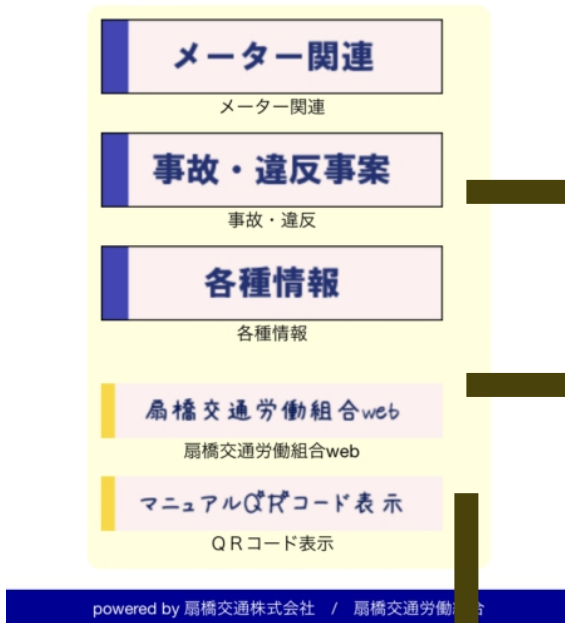 メーター関連
メーター関連
事故・違反事案
事故・違反
各種情報
各種情報
扇橋交通労働組合web
扇橋交通労働組合web
マニュアルQRコード表示
QRコード表示
powered by 扇橋交通株式会社 / 扇橋交通労働